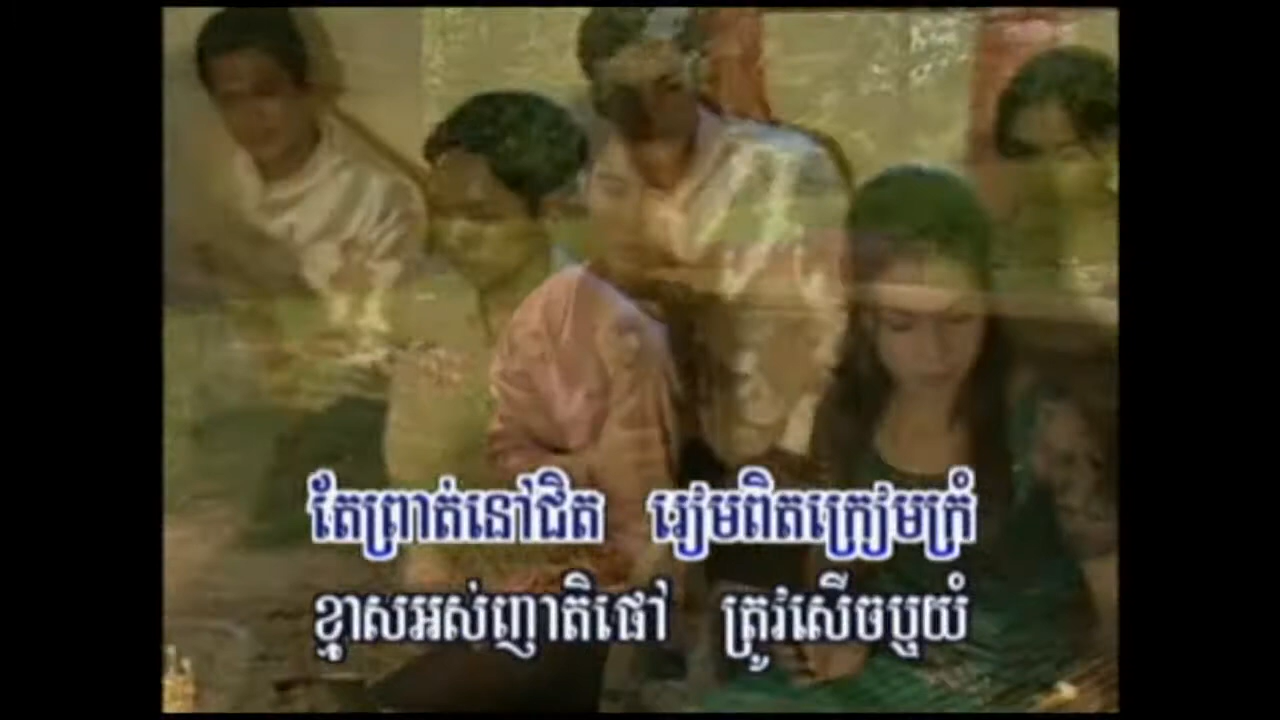 តែព្រាត់នៅជិត រៀមពិតក្រៀមក្រំ
ខ្មាសអស់ញាតិផៅ ត្រូវសើចឬយំ